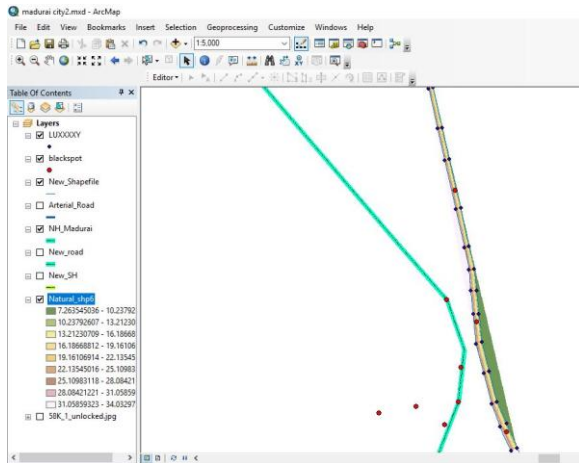 madurai city2.mxd - ArcMap
File Edit View Bookmarks Insert Selection Geoprocessing Customize Windows Help
1:5,000
Editor
Table Of Contents
Layers
LUXXXXY
blackspot
New_Shapefile
Arterial_Road
NH_Madurai
New_road
New_SH
Natural_shp6
7.263545036 - 10.23792
10.23792607 - 13.21230
13.21230709 - 16.18668
16.18668812 - 19.16106
19.16106914 - 22.13545
22.13545016 - 25.10983
25.10983118 - 28.08421
28.08421221 - 31.05859
31.05859323 - 34.03297
58K_1_unlocked.jpg